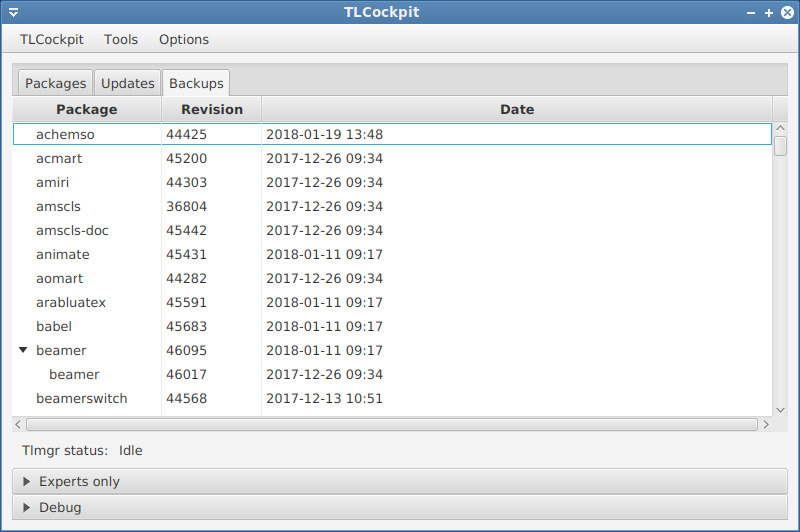 TLCockpit
TLCockpit Tools Options
Packages Updates Backups
Package Revision Date
achemso 44425 2018-01-19 13:48
acmart 45200 2017-12-26 09:34
amiri 44303 2017-12-26 09:34
amscls 36804 2017-12-26 09:34
amscls-doc 45442 2017-12-26 09:34
animate 45431 2018-01-11 09:17
aomart 44282 2017-12-26 09:34
arabluatex 45591 2018-01-11 09:17
babel 45683 2018-01-11 09:17
beamer 46095 2018-01-11 09:17
beamer 46017 2017-12-26 09:34
beamerswitch 44568 2017-12-13 10:51
Tlmgr status: Idle
Experts only
Debug